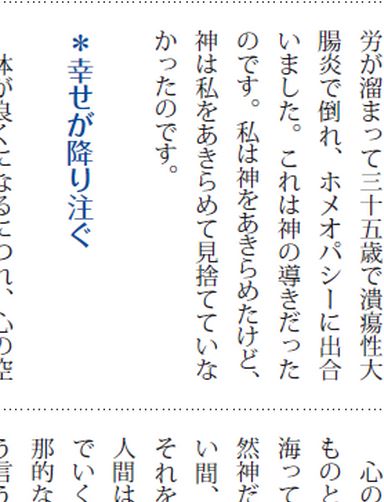 労が溜まって三十五歳で潰瘍性大
腸炎で倒れ、ホメオパシーに出合
いました。これは神の導きだった
のです。私は神をあきらめたけど、
神は私をあきらめて見捨てていな
かったのです。
＊幸せが降り注ぐ
体が良くになるにつれ、心の空
心の
ものと
海って
然神だ
い間、
それを
人間は
でいく
那的な
う言う